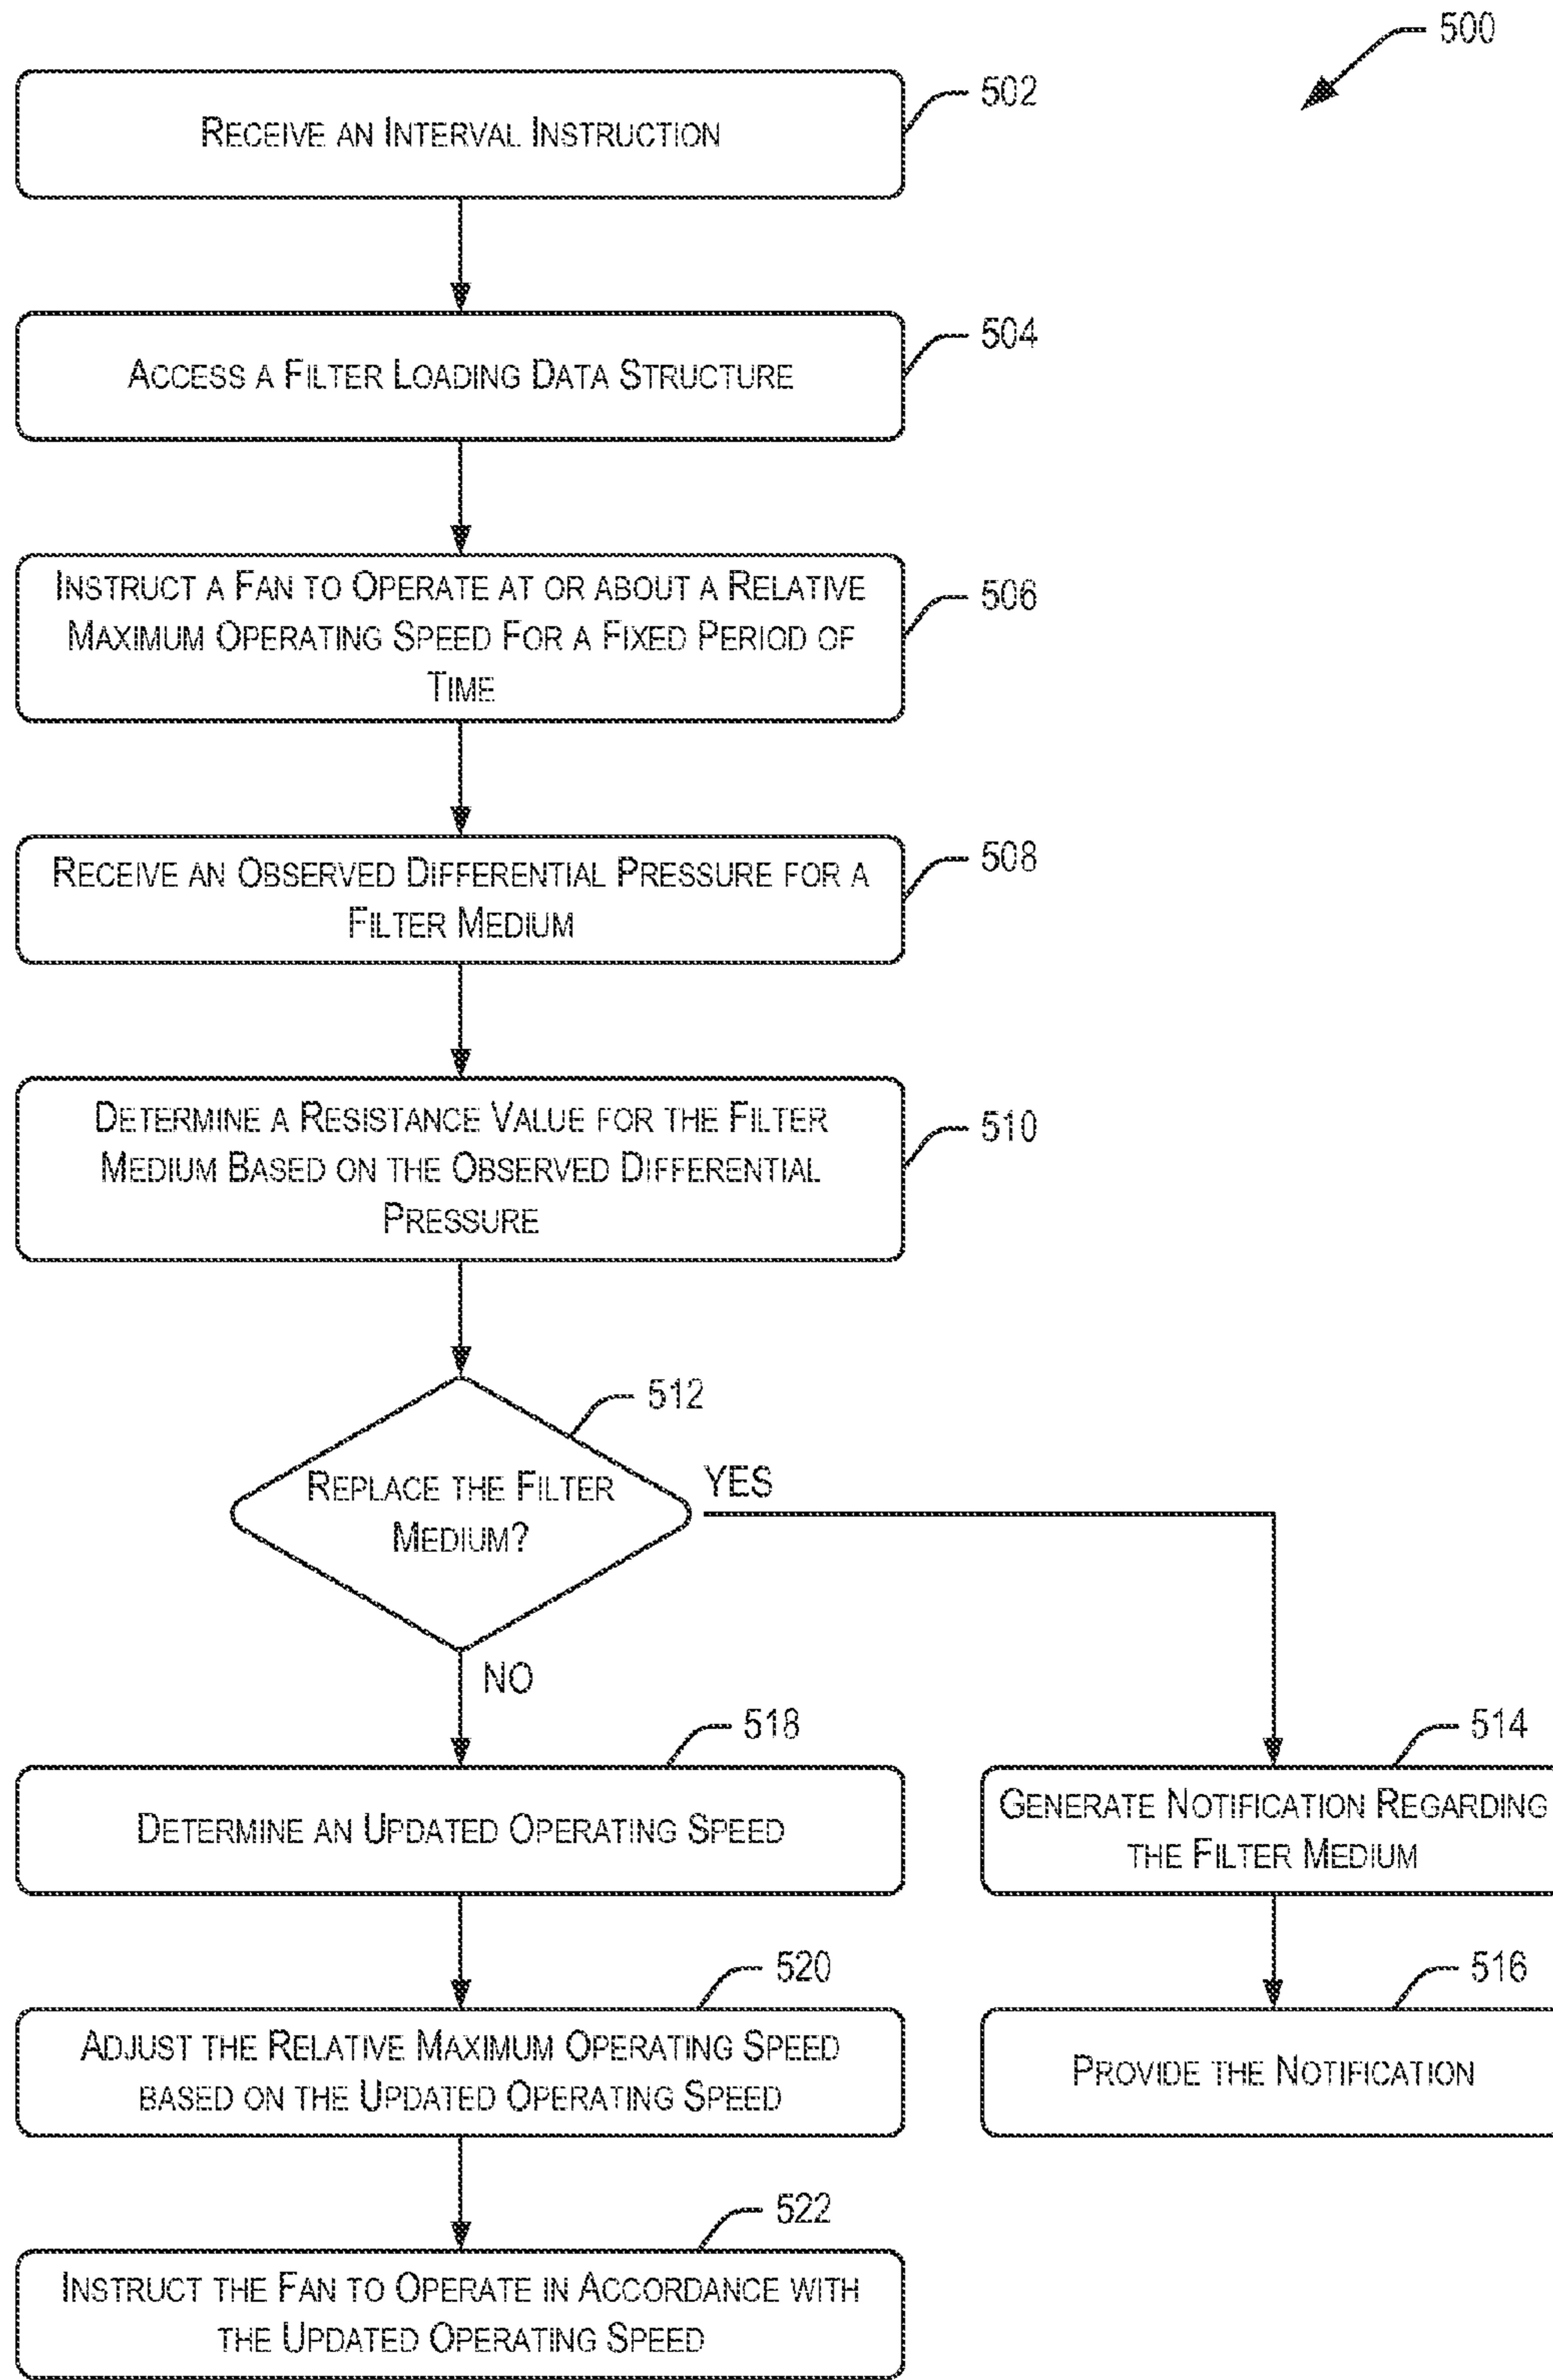 500
RECEIVE AN INTERVAL INSTRUCTION
502
ACCESS A FILTER LOADING DATA STRUCTURE
504
INSTRUCT A FAN TO OPERATE AT OR ABOUT A RELATIVE
MAXIMUM OPERATING SPEED FOR A FIXED PERIOD OF
TIME
506
RECEIVE AN OBSERVED DIFFERENTIAL PRESSURE FOR A
FILTER MEDIUM
508
DETERMINE A RESISTANCE VALUE FOR THE FILTER
MEDIUM BASED ON THE OBSERVED DIFFERENTIAL
PRESSURE
510
512
REPLACE THE FILTER
MEDIUM?
YES
NO
518
DETERMINE AN UPDATED OPERATING SPEED
514
GENERATE NOTIFICATION REGARDING
THE FILTER MEDIUM
520
ADJUST THE RELATIVE MAXIMUM OPERATING SPEED
BASED ON THE UPDATED OPERATING SPEED
516
PROVIDE THE NOTIFICATION
522
INSTRUCT THE FAN TO OPERATE IN ACCORDANCE WITH
THE UPDATED OPERATING SPEED